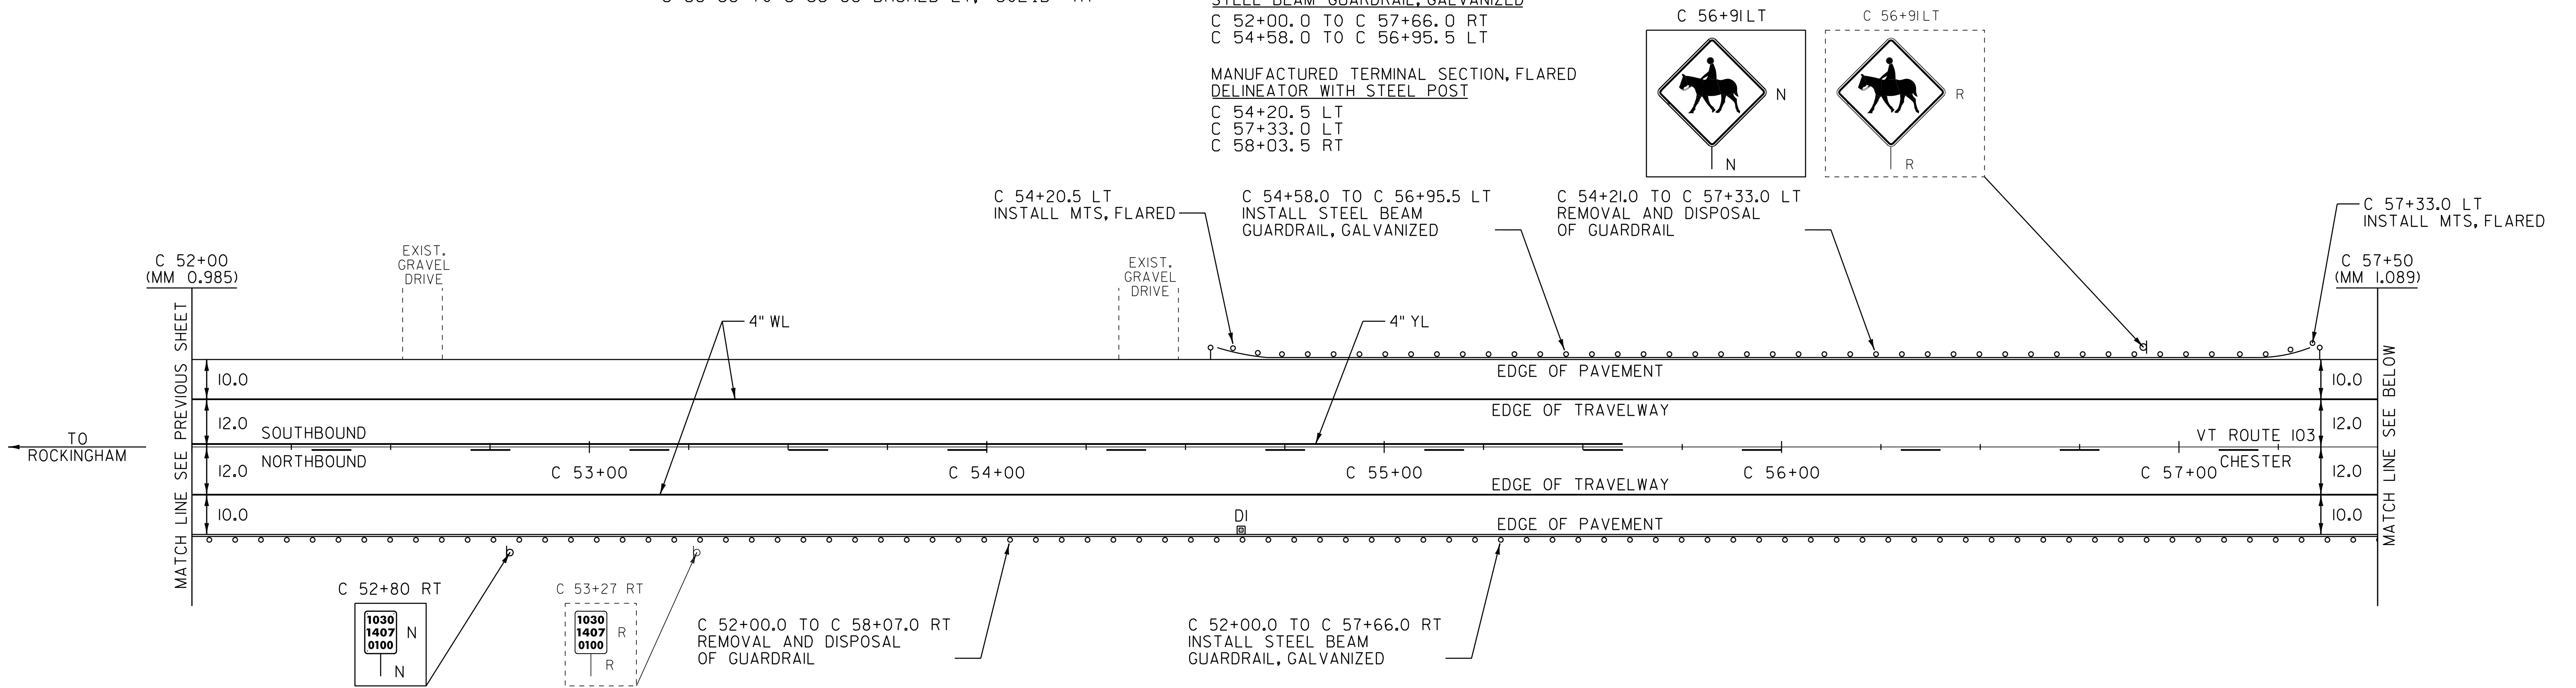 STEEL BEAM GUARDRAIL, GALVANIZED
C 52+00.0 TO C 57+66.0 RT
C 54+58.0 TO C 56+95.5 LT
MANUFACTURED TERMINAL SECTION, FLARED
DELINEATOR WITH STEEL POST
C 54+20.5 LT
C 57+33.0 LT
C 58+03.5 RT
C 56+91 LT
N
N
C 56+91 LT
R
R
C 54+20.5 LT
INSTALL MTS, FLARED
C 54+58.0 TO C 56+95.5 LT
INSTALL STEEL BEAM
GUARDRAIL, GALVANIZED
C 54+21.0 TO C 57+33.0 LT
REMOVAL AND DISPOSAL
OF GUARDRAIL
C 57+33.0 LT
INSTALL MTS, FLARED
C 52+00
(MM 0.985)
EXIST.
GRAVEL
DRIVE
EXIST.
GRAVEL
DRIVE
C 57+50
(MM 1.089)
4" WL
4" YL
MATCH LINE SEE PREVIOUS SHEET
10.0
12.0
12.0
10.0
TO
ROCKINGHAM
SOUTHBOUND
NORTHBOUND
EDGE OF PAVEMENT
EDGE OF TRAVELWAY
C 53+00
C 54+00
C 55+00
C 56+00
C 57+00
VT ROUTE 103
CHESTER
EDGE OF TRAVELWAY
EDGE OF PAVEMENT
DI
10.0
12.0
12.0
10.0
MATCH LINE SEE BELOW
C 52+80 RT
1030
1407
0100
N
N
C 53+27 RT
1030
1407
0100
R
R
C 52+00.0 TO C 58+07.0 RT
REMOVAL AND DISPOSAL
OF GUARDRAIL
C 52+00.0 TO C 57+66.0 RT
INSTALL STEEL BEAM
GUARDRAIL, GALVANIZED